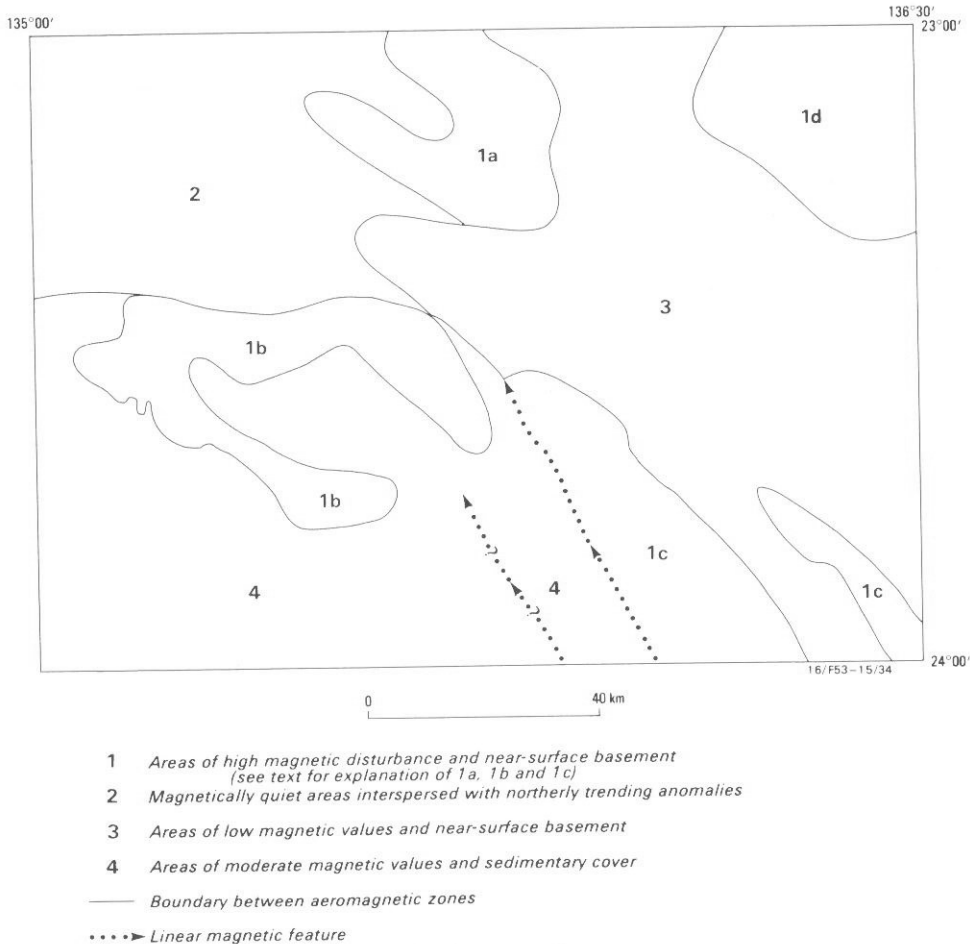 135°00'
136°30'
23°00'
1d
1a
2
3
1b
1b
1c
4
4
1c
?
?
16/F53-15/34
24°00'
0 40 km
1 Areas of high magnetic disturbance and near-surface basement
(see text for explanation of 1a, 1b and 1c)
2 Magnetically quiet areas interspersed with northerly trending anomalies
3 Areas of low magnetic values and near-surface basement
4 Areas of moderate magnetic values and sedimentary cover
Boundary between aeromagnetic zones
Linear magnetic feature